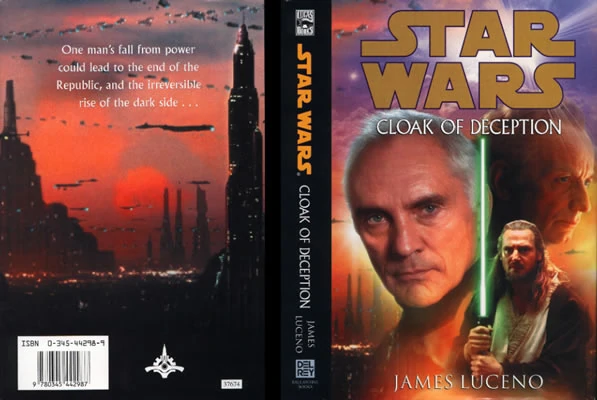 One man's fall from power
could lead to the end of the
Republic, and the irreversible
rise of the dark side . . .
ISBN 0-345-44298-9
9 780345 442987
37674
STAR WARS
CLOAK OF DECEPTION
JAMES
LUCENO
DEL
REY
BALLANTINE
BOOKS
STAR
WARS
CLOAK OF DECEPTION
JAMES LUCENO